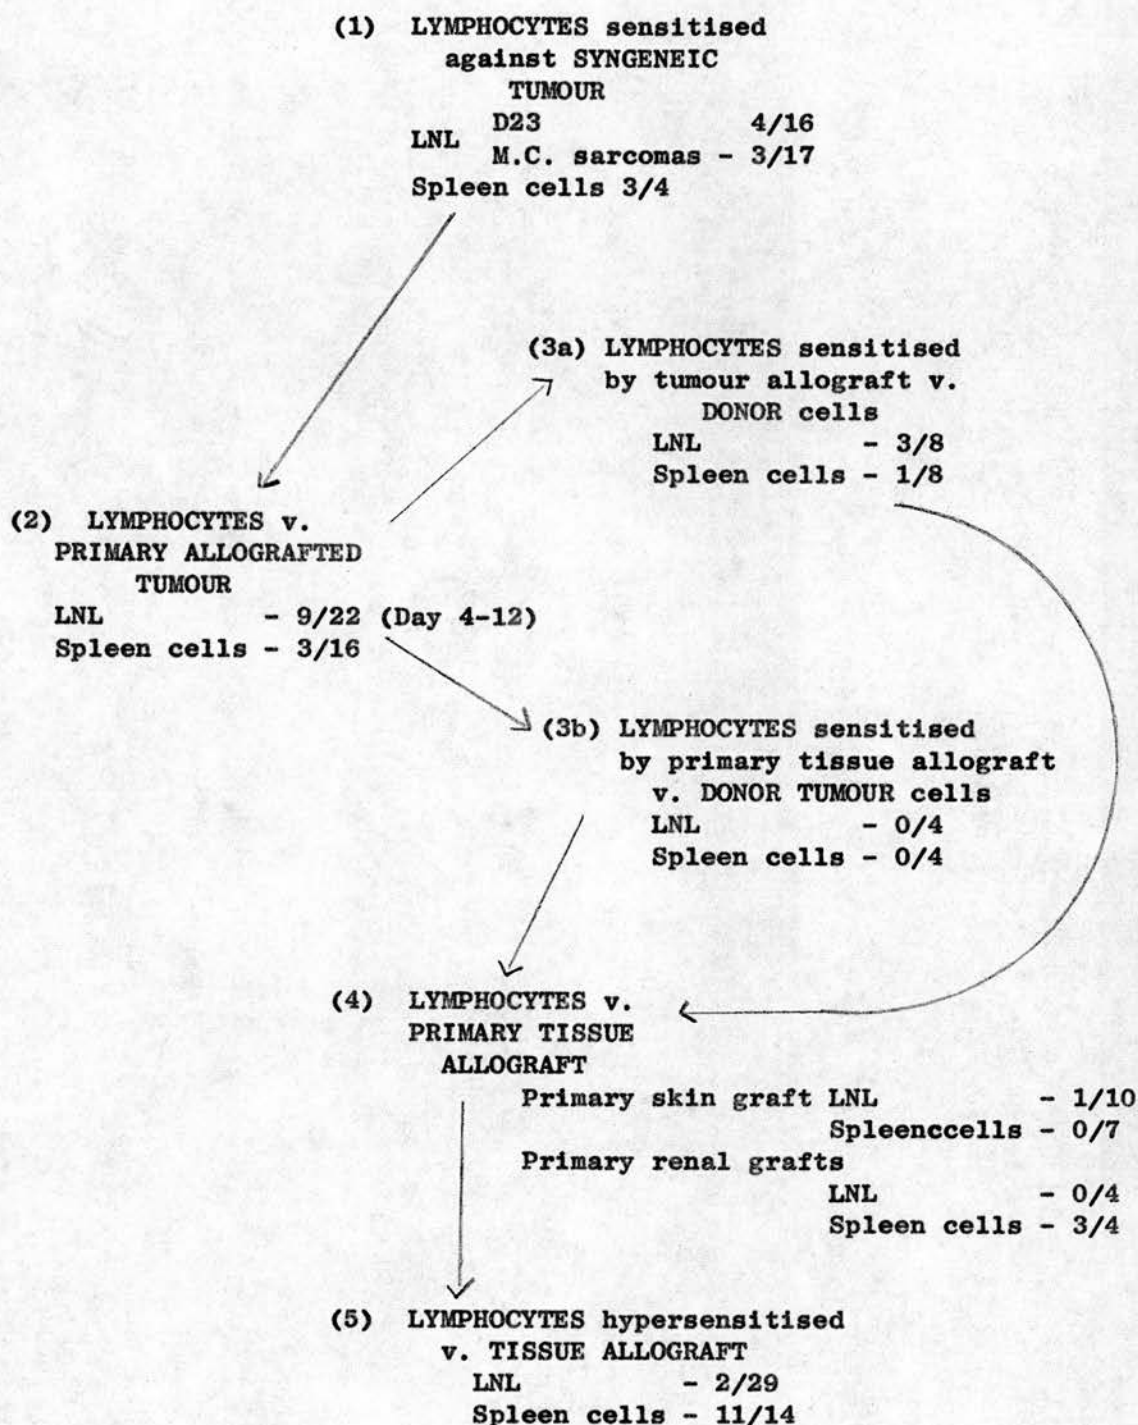 (1) LYMPHOCYTES sensitised
against SYNGENEIC
TUMOUR
D23 4/16
LNL
M.C. sarcomas - 3/17
Spleen cells 3/4
(3a) LYMPHOCYTES sensitised
by tumour allograft v.
DONOR cells
LNL - 3/8
Spleen cells - 1/8
(2) LYMPHOCYTES v.
PRIMARY ALLOGRAFTED
TUMOUR
LNL - 9/22 (Day 4-12)
Spleen cells - 3/16
(3b) LYMPHOCYTES sensitised
by primary tissue allograft
v. DONOR TUMOUR cells
LNL - 0/4
Spleen cells - 0/4
(4) LYMPHOCYTES v.
PRIMARY TISSUE
ALLOGRAFT
Primary skin graft LNL - 1/10
Spleenccells - 0/7
Primary renal grafts
LNL - 0/4
Spleen cells - 3/4
(5) LYMPHOCYTES hypersensitised
v. TISSUE ALLOGRAFT
LNL - 2/29
Spleen cells - 11/14